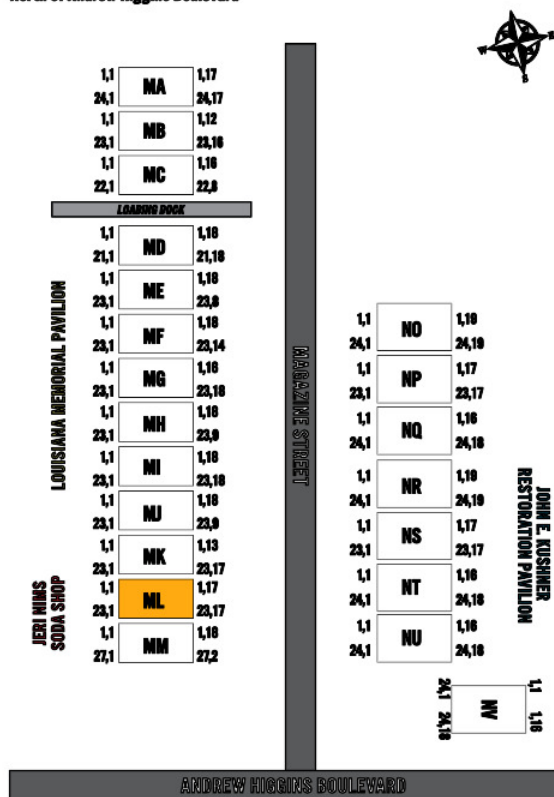 North of Andrew Higgins Boulevard
N
E
S
W
1,1 MA 1,17
24,1 24,17
1,1 MB 1,12
23,1 23,16
1,1 MC 1,16
22,1 22,8
LOADING DOCK
1,1 MD 1,18
21,1 21,18
1,1 ME 1,18
23,1 23,8
1,1 MF 1,18
23,1 23,14
1,1 MG 1,16
23,1 23,18
1,1 MH 1,18
23,1 23,9
1,1 MI 1,18
23,1 23,18
1,1 MJ 1,18
23,1 23,9
1,1 MK 1,13
23,1 23,17
1,1 ML 1,17
23,1 23,17
1,1 MM 1,18
27,1 27,2
LOUISIANA MEMORIAL PAVILION
JERI NIMS
SODA SHOP
MAGAZINE STREET
1,1 NO 1,19
24,1 24,19
1,1 NP 1,17
23,1 23,17
1,1 NQ 1,16
24,1 24,18
1,1 NR 1,19
24,1 24,19
1,1 NS 1,17
23,1 23,17
1,1 NT 1,16
24,1 24,18
1,1 NU 1,16
24,1 24,18
JOHN E. KUSHNER
RESTORATION PAVILION
1,1 NV 1,16
24,1 24,18
ANDREW HIGGINS BOULEVARD